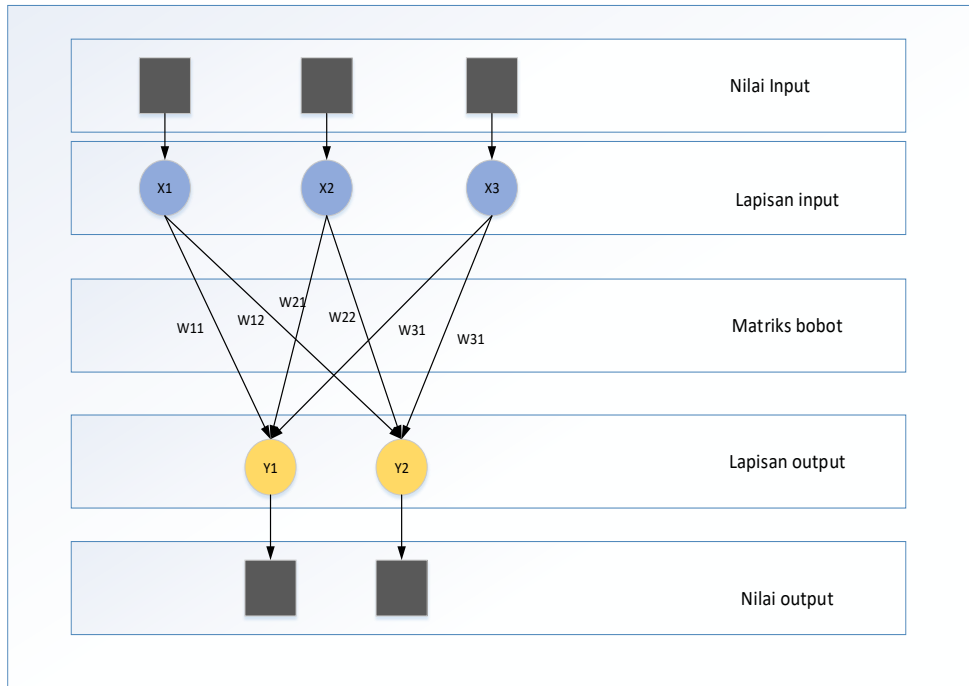 Nilai Input
X1
X2
X3
Lapisan input
W11
W12
W21
W22
W31
W31
Matriks bobot
Y1
Y2
Lapisan output
Nilai output